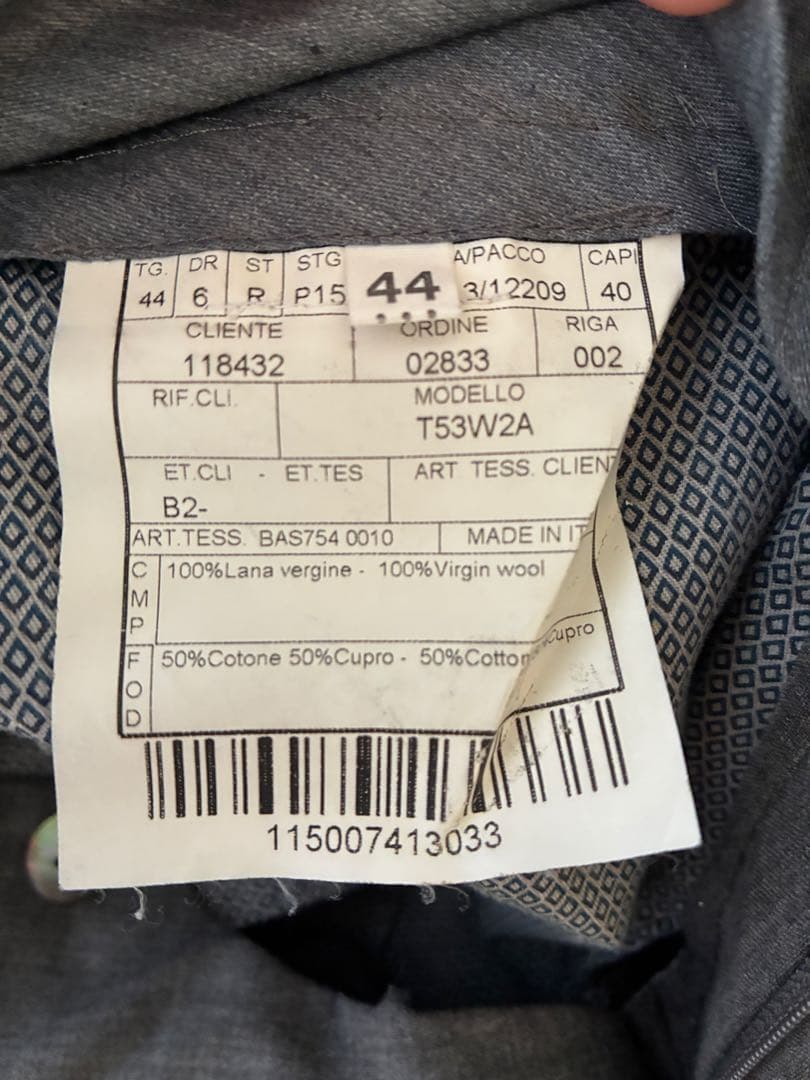 TG. DR ST STG A/PACCO CAPI
44 6 R P15 44 3/12209 40
CLIENTE ORDINE RIGA
118432 02833 002
RIF.CLI. MODELLO
T53W2A
ET.CLI - ET.TES ART TESS. CLIENT
B2-
ART.TESS. BAS754 0010 MADE IN IT
CMP 100%Lana vergine - 100%Virgin wool
FOD 50%Cotone 50%Cupro - 50%Cotton Cupro
115007413033